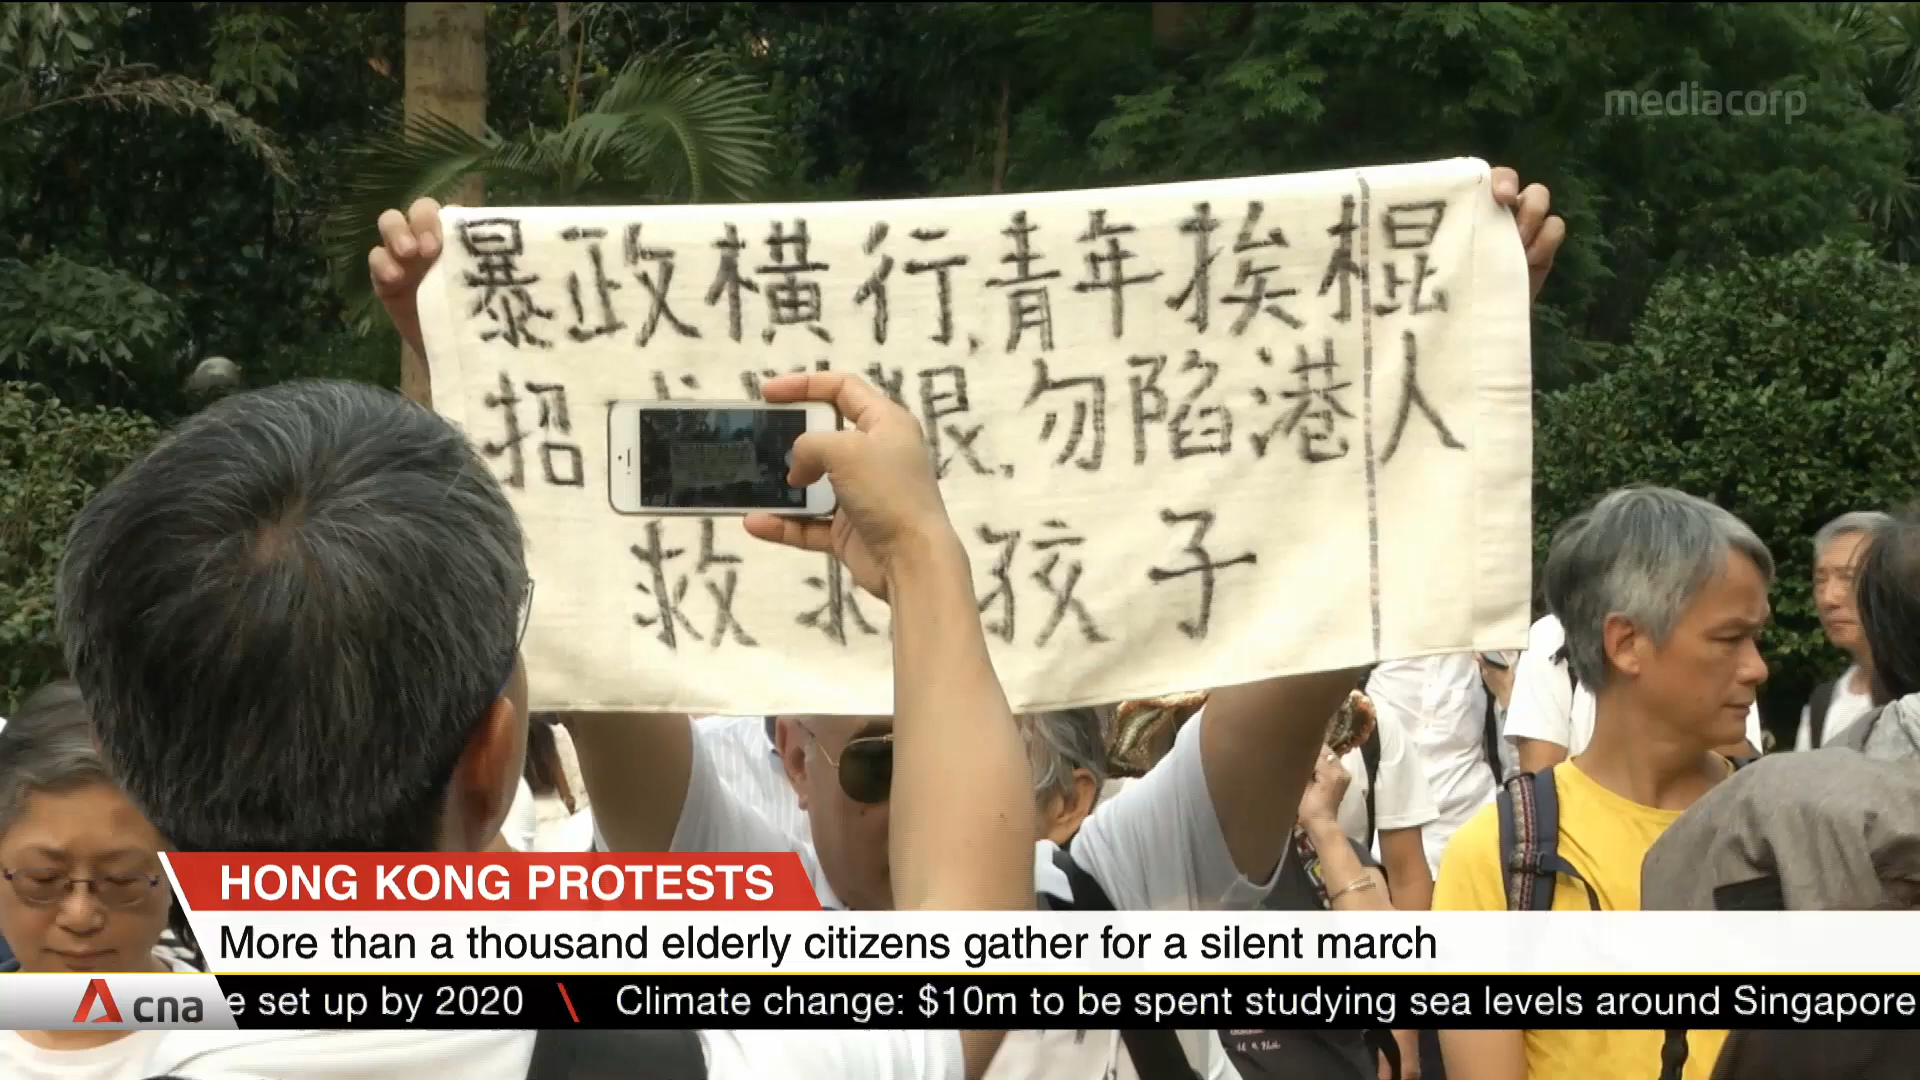 mediacorp
暴政橫行,青年挨棍
招 狠,勿陷港人
救 孩子
HONG KONG PROTESTS
More than a thousand elderly citizens gather for a silent march
cna
e set up by 2020 \ Climate change: $10m to be spent studying sea levels around Singapore